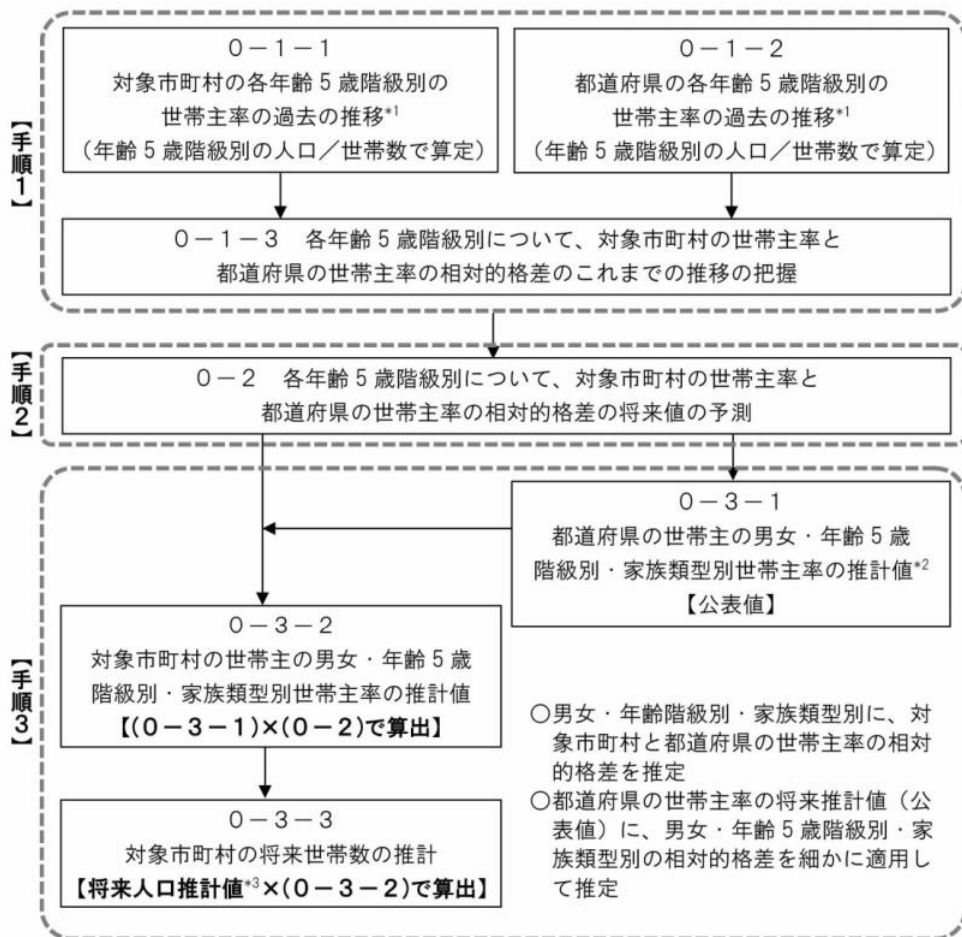 【手順1】
０－１－１
対象市町村の各年齢５歳階級別の
世帯主率の過去の推移*1
（年齢５歳階級別の人口／世帯数で算定）
０－１－２
都道府県の各年齢５歳階級別の
世帯主率の過去の推移*1
（年齢５歳階級別の人口／世帯数で算定）
０－１－３　各年齢５歳階級別について、対象市町村の世帯主率と
都道府県の世帯主率の相対的格差のこれまでの推移の把握
【手順2】
０－２　各年齢５歳階級別について、対象市町村の世帯主率と
都道府県の世帯主率の相対的格差の将来値の予測
【手順3】
０－３－１
都道府県の世帯主の男女・年齢５歳
階級別・家族類型別世帯主率の推計値*2
【公表値】
０－３－２
対象市町村の世帯主の男女・年齢５歳
階級別・家族類型別世帯主率の推計値
【(０－３－１)×(０－２)で算出】
０－３－３
対象市町村の将来世帯数の推計
【将来人口推計値*3×(０－３－２)で算出】
○男女・年齢階級別・家族類型別に、対
象市町村と都道府県の世帯主率の相対
的格差を推定
○都道府県の世帯主率の将来推計値（公
表値）に、男女・年齢５歳階級別・家
族類型別の相対的格差を細かに適用し
て推定